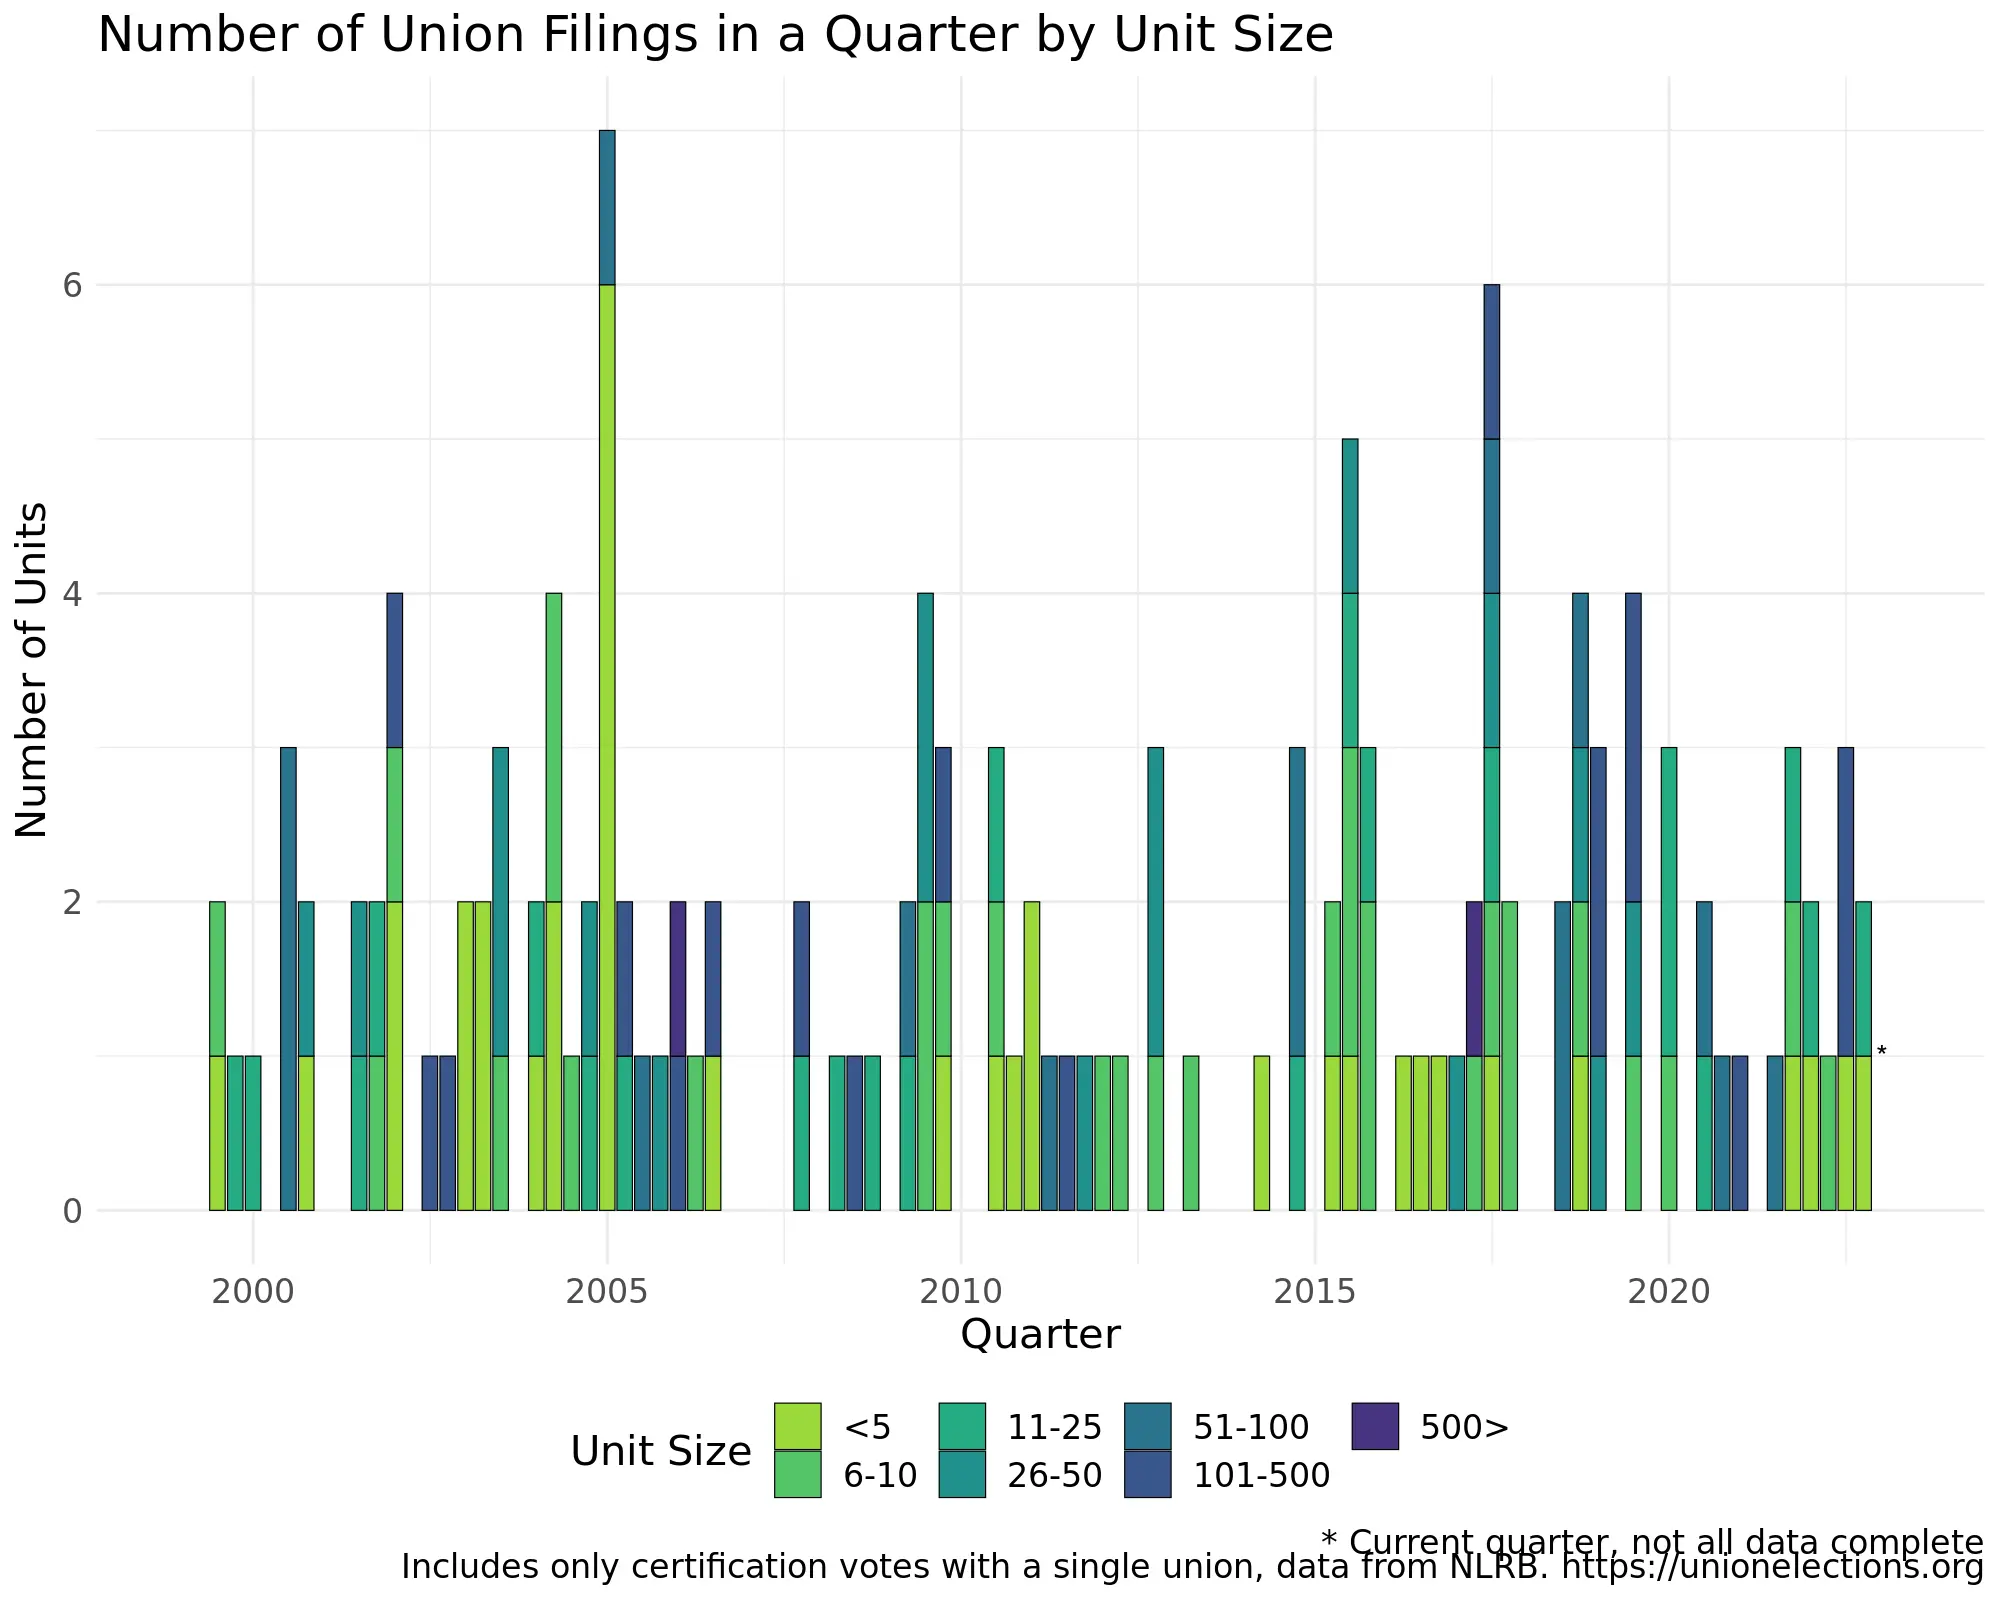 Number of Union Filings in a Quarter by Unit Size
Number of Units
6
4
2
0
*
2000 2005 2010 2015 2020
Quarter
Unit Size
<5 11-25 51-100 500>
6-10 26-50 101-500
* Current quarter, not all data complete
Includes only certification votes with a single union, data from NLRB. https://unionelections.org